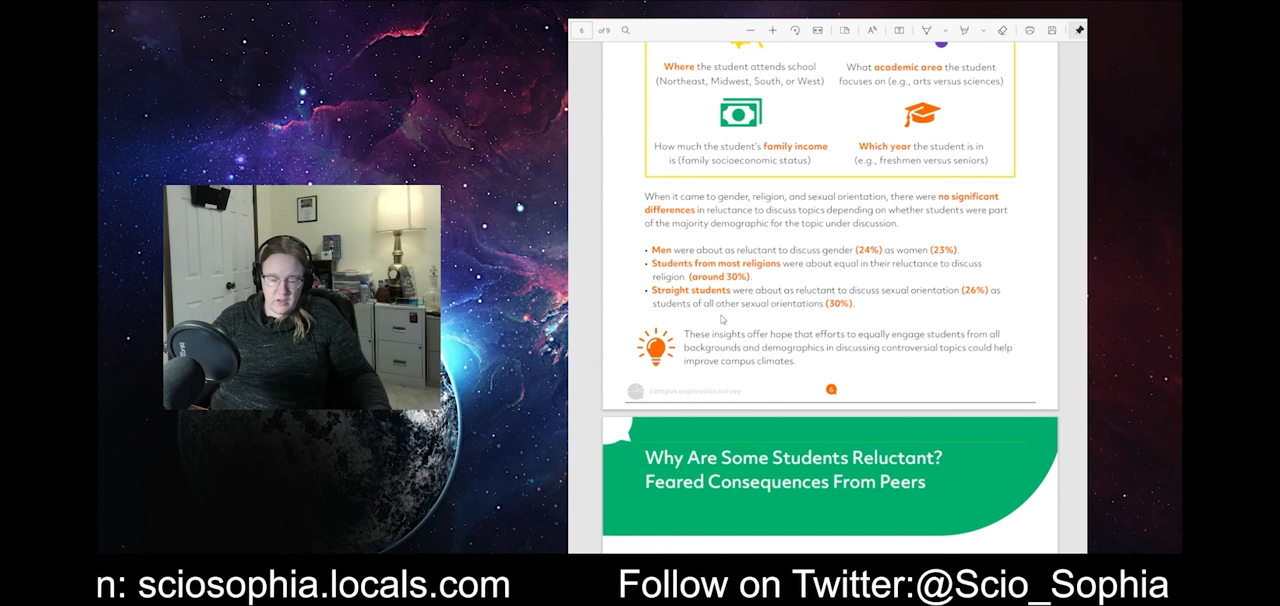 6 of 9
Where the student attends school
(Northeast, Midwest, South, or West)
What academic area the student
focuses on (e.g., arts versus sciences)
How much the student's family income
is (family socioeconomic status)
Which year the student is in
(e.g., freshmen versus seniors)
When it came to gender, religion, and sexual orientation, there were no significant
differences in reluctance to discuss topics depending on whether students were part
of the majority demographic for the topic under discussion.
• Men were about as reluctant to discuss gender (24%) as women (23%).
• Students from most religions were about equal in their reluctance to discuss
religion (around 30%).
• Straight students were about as reluctant to discuss sexual orientation (26%) as
students of all other sexual orientations (30%).
These insights offer hope that efforts to equally engage students from all
backgrounds and demographics in discussing controversial topics could help
improve campus climates.
campus expression survey
6
Why Are Some Students Reluctant?
Feared Consequences From Peers
n: sciosophia.locals.com
Follow on Twitter:@Scio_Sophia